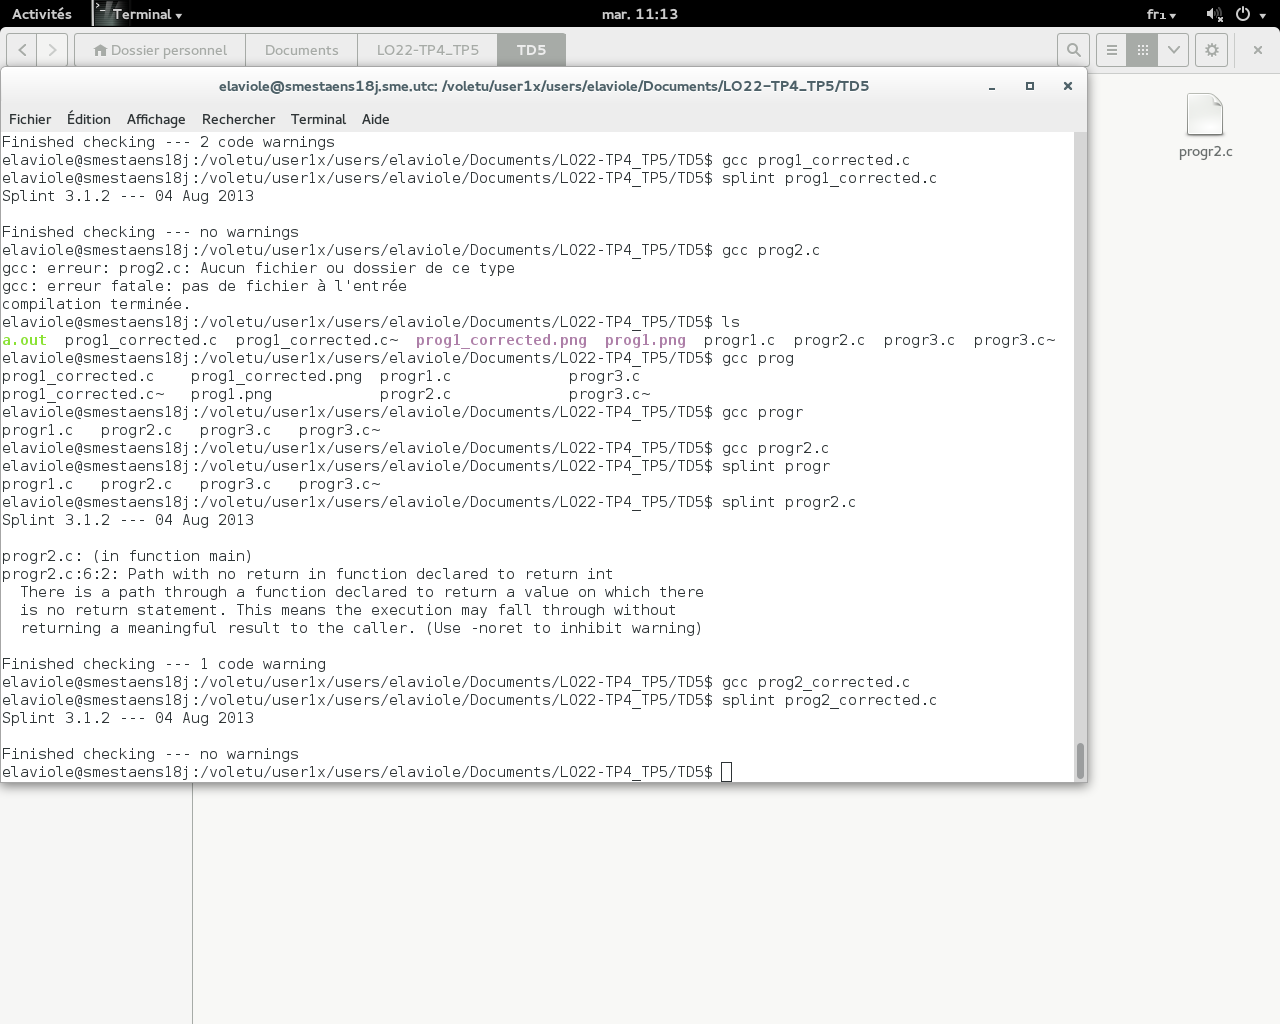 Activités
Terminal
mar. 11:13
fr₁
Dossier personnel
Documents
LO22-TP4_TP5
TD5
elaviole@smestaens18j.sme.utc: /voletu/user1x/users/elaviole/Documents/LO22-TP4_TP5/TD5
Fichier Édition Affichage Rechercher Terminal Aide
Finished checking --- 2 code warnings
elaviole@smestaens18j:/voletu/user1x/users/elaviole/Documents/LO22-TP4_TP5/TD5$ gcc prog1_corrected.c
elaviole@smestaens18j:/voletu/user1x/users/elaviole/Documents/LO22-TP4_TP5/TD5$ splint prog1_corrected.c
Splint 3.1.2 --- 04 Aug 2013
Finished checking --- no warnings
elaviole@smestaens18j:/voletu/user1x/users/elaviole/Documents/LO22-TP4_TP5/TD5$ gcc prog2.c
gcc: erreur: prog2.c: Aucun fichier ou dossier de ce type
gcc: erreur fatale: pas de fichier à l'entrée
compilation terminée.
elaviole@smestaens18j:/voletu/user1x/users/elaviole/Documents/LO22-TP4_TP5/TD5$ ls
a.out prog1_corrected.c prog1_corrected.c~ prog1_corrected.png prog1.png progr1.c progr2.c progr3.c progr3.c~
elaviole@smestaens18j:/voletu/user1x/users/elaviole/Documents/LO22-TP4_TP5/TD5$ gcc prog
prog1_corrected.c prog1_corrected.png progr1.c progr3.c
prog1_corrected.c~ prog1.png progr2.c progr3.c~
elaviole@smestaens18j:/voletu/user1x/users/elaviole/Documents/LO22-TP4_TP5/TD5$ gcc progr
progr1.c progr2.c progr3.c progr3.c~
elaviole@smestaens18j:/voletu/user1x/users/elaviole/Documents/LO22-TP4_TP5/TD5$ gcc progr2.c
elaviole@smestaens18j:/voletu/user1x/users/elaviole/Documents/LO22-TP4_TP5/TD5$ splint progr
progr1.c progr2.c progr3.c progr3.c~
elaviole@smestaens18j:/voletu/user1x/users/elaviole/Documents/LO22-TP4_TP5/TD5$ splint progr2.c
Splint 3.1.2 --- 04 Aug 2013
progr2.c: (in function main)
progr2.c:6:2: Path with no return in function declared to return int
There is a path through a function declared to return a value on which there
is no return statement. This means the execution may fall through without
returning a meaningful result to the caller. (Use -noret to inhibit warning)
Finished checking --- 1 code warning
elaviole@smestaens18j:/voletu/user1x/users/elaviole/Documents/LO22-TP4_TP5/TD5$ gcc prog2_corrected.c
elaviole@smestaens18j:/voletu/user1x/users/elaviole/Documents/LO22-TP4_TP5/TD5$ splint prog2_corrected.c
Splint 3.1.2 --- 04 Aug 2013
Finished checking --- no warnings
elaviole@smestaens18j:/voletu/user1x/users/elaviole/Documents/LO22-TP4_TP5/TD5$
progr2.c